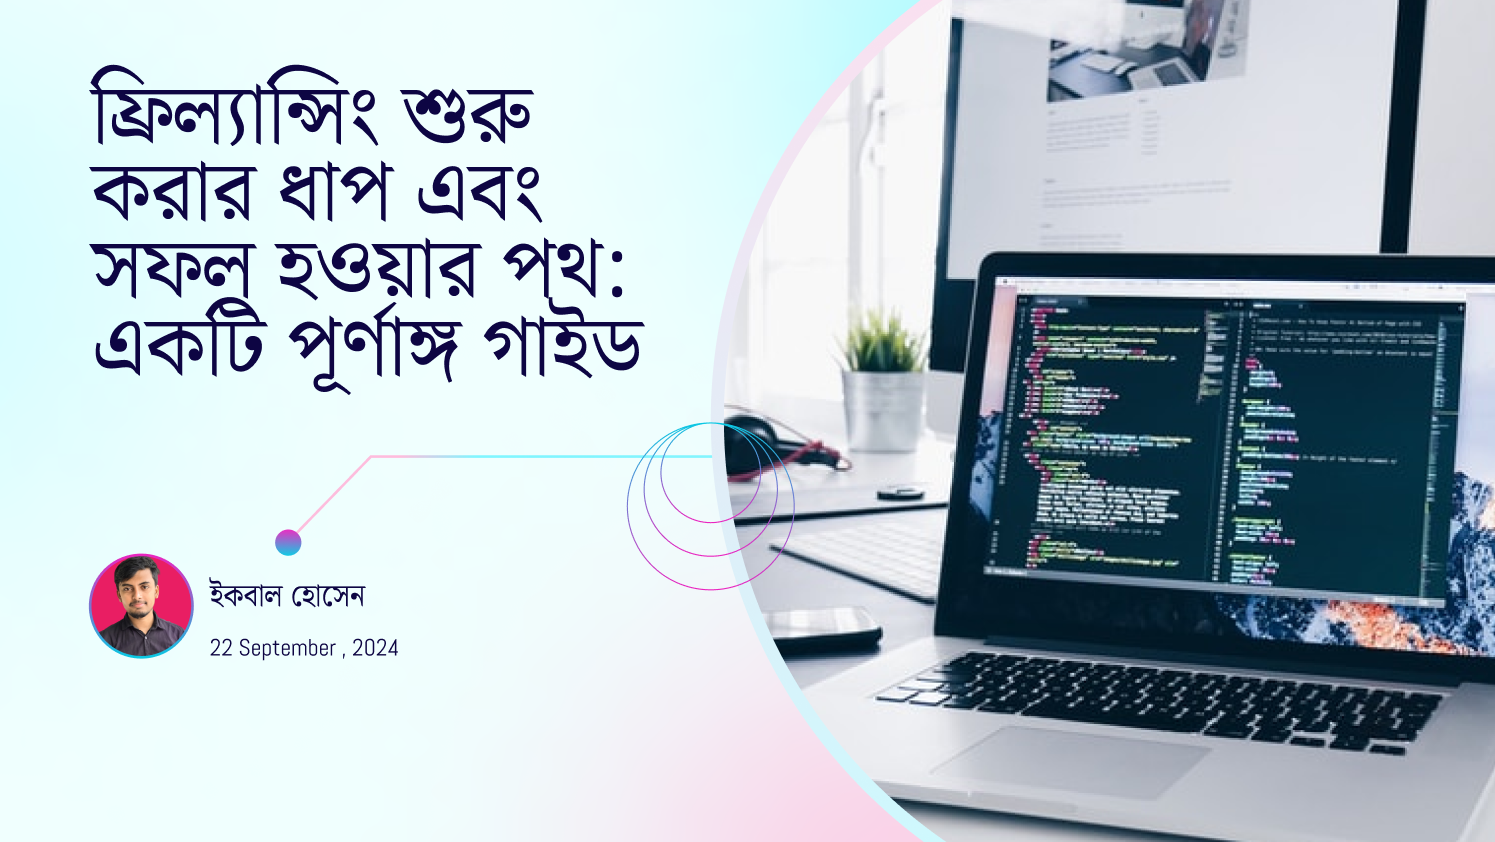 ফ্রিল্যান্সিং শুরু
করার ধাপ এবং
সফল হওয়ার পথ:
একটি পূর্ণাঙ্গ গাইড
ইকবাল হোসেন
22 September , 2024